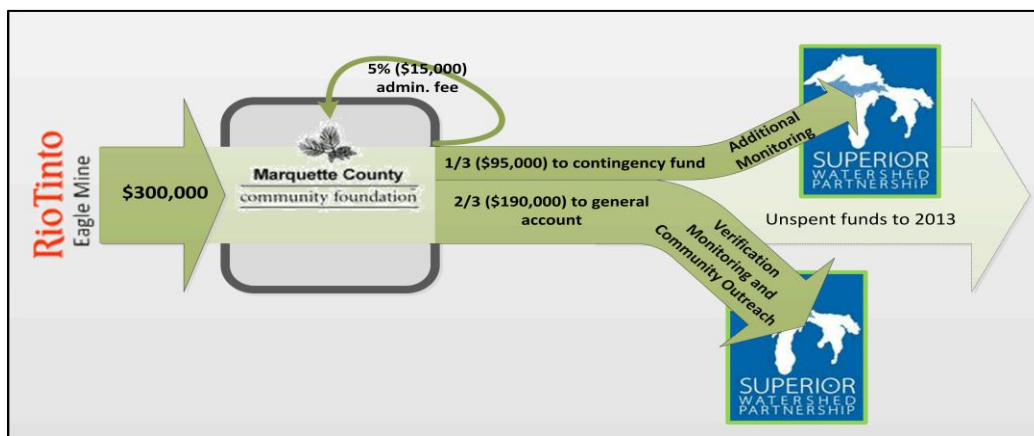 RioTinto
Eagle Mine
$300,000
5% ($15,000)
admin. fee
Marquette County
community foundation
1/3 ($95,000) to contingency fund
2/3 ($190,000) to general
account
Additional
Monitoring
SUPERIOR
WATERSHED
PARTNERSHIP
Unspent funds to 2013
Verification
Monitoring and
Community Outreach
SUPERIOR
WATERSHED
PARTNERSHIP